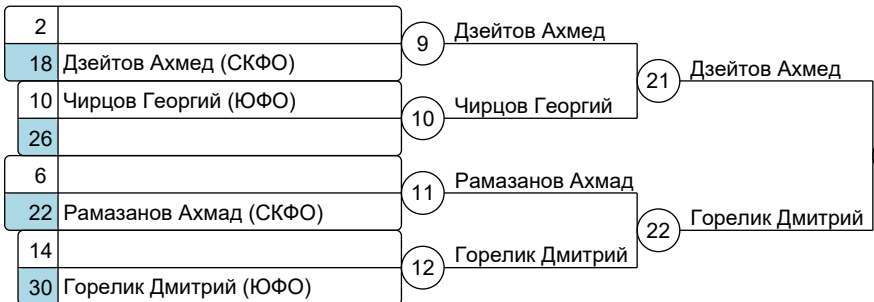 2
18 Дзейтов Ахмед (СКФО)
10 Чирцов Георгий (ЮФО)
26
6
22 Рамазанов Ахмад (СКФО)
14
30 Горелик Дмитрий (ЮФО)
9 Дзейтов Ахмед
10 Чирцов Георгий
11 Рамазанов Ахмад
12 Горелик Дмитрий
21 Дзейтов Ахмед
22 Горелик Дмитрий